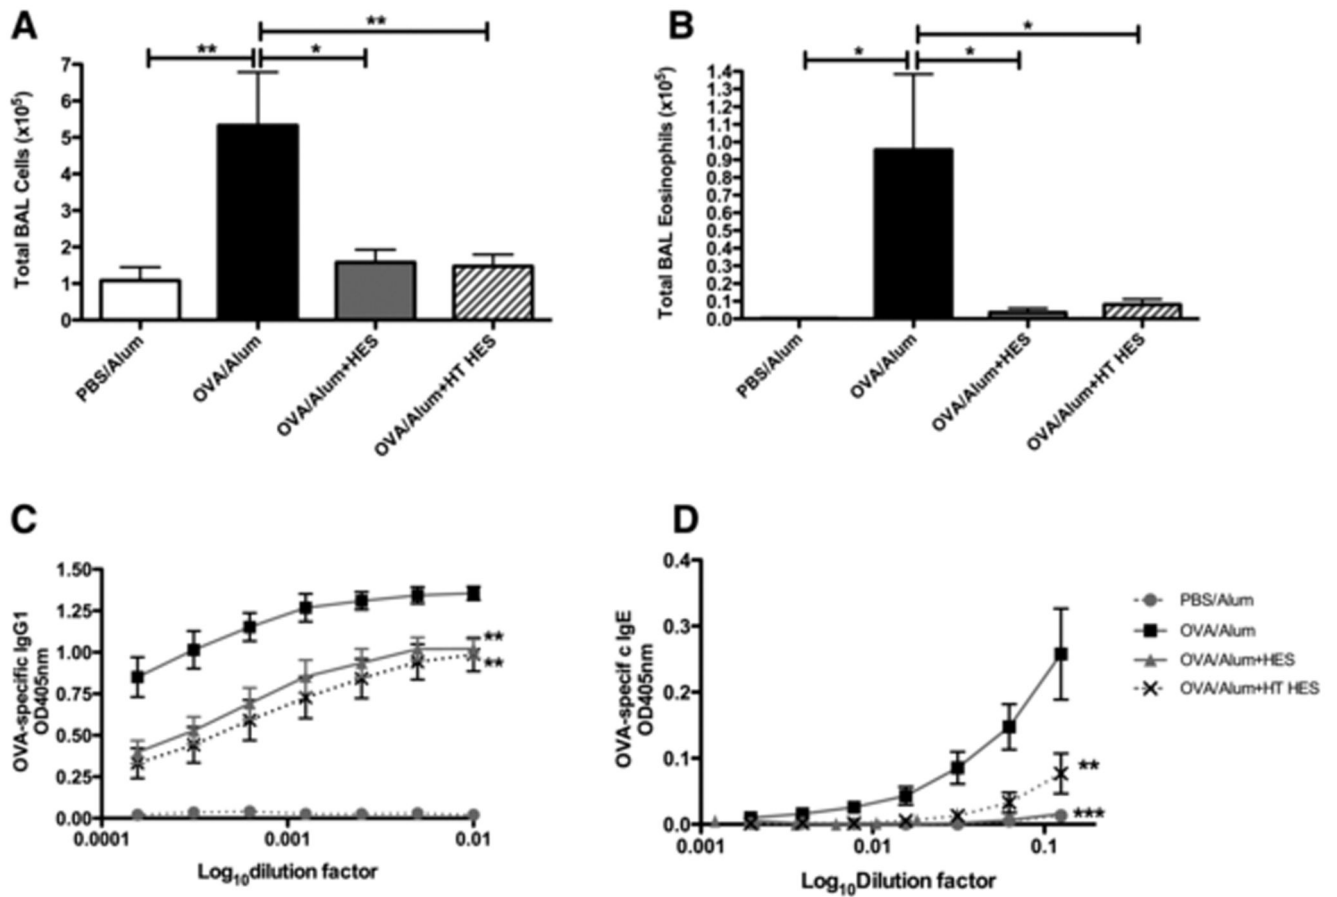 A
**
** *
Total BAL Cells (x10⁵)
7
6
5
4
3
2
1
0
PBS/Alum
OVA/Alum
OVA/Alum+HES
OVA/Alum+HT HES
B
*
* *
Total BAL Eosinophils (x10⁵)
1.4
1.3
1.2
1.1
1.0
0.9
0.8
0.7
0.6
0.5
0.4
0.3
0.2
0.1
0.0
PBS/Alum
OVA/Alum
OVA/Alum+HES
OVA/Alum+HT HES
C
OVA-specific IgG1
OD405nm
1.50
1.25
1.00
0.75
0.50
0.25
0.00
**
**
0.0001 0.001 0.01
Log₁₀dilution factor
D
OVA-specif c IgE
OD405nm
0.4
0.3
0.2
0.1
0.0
**
***
0.001 0.01 0.1
Log₁₀Dilution factor
PBS/Alum
OVA/Alum
OVA/Alum+HES
OVA/Alum+HT HES